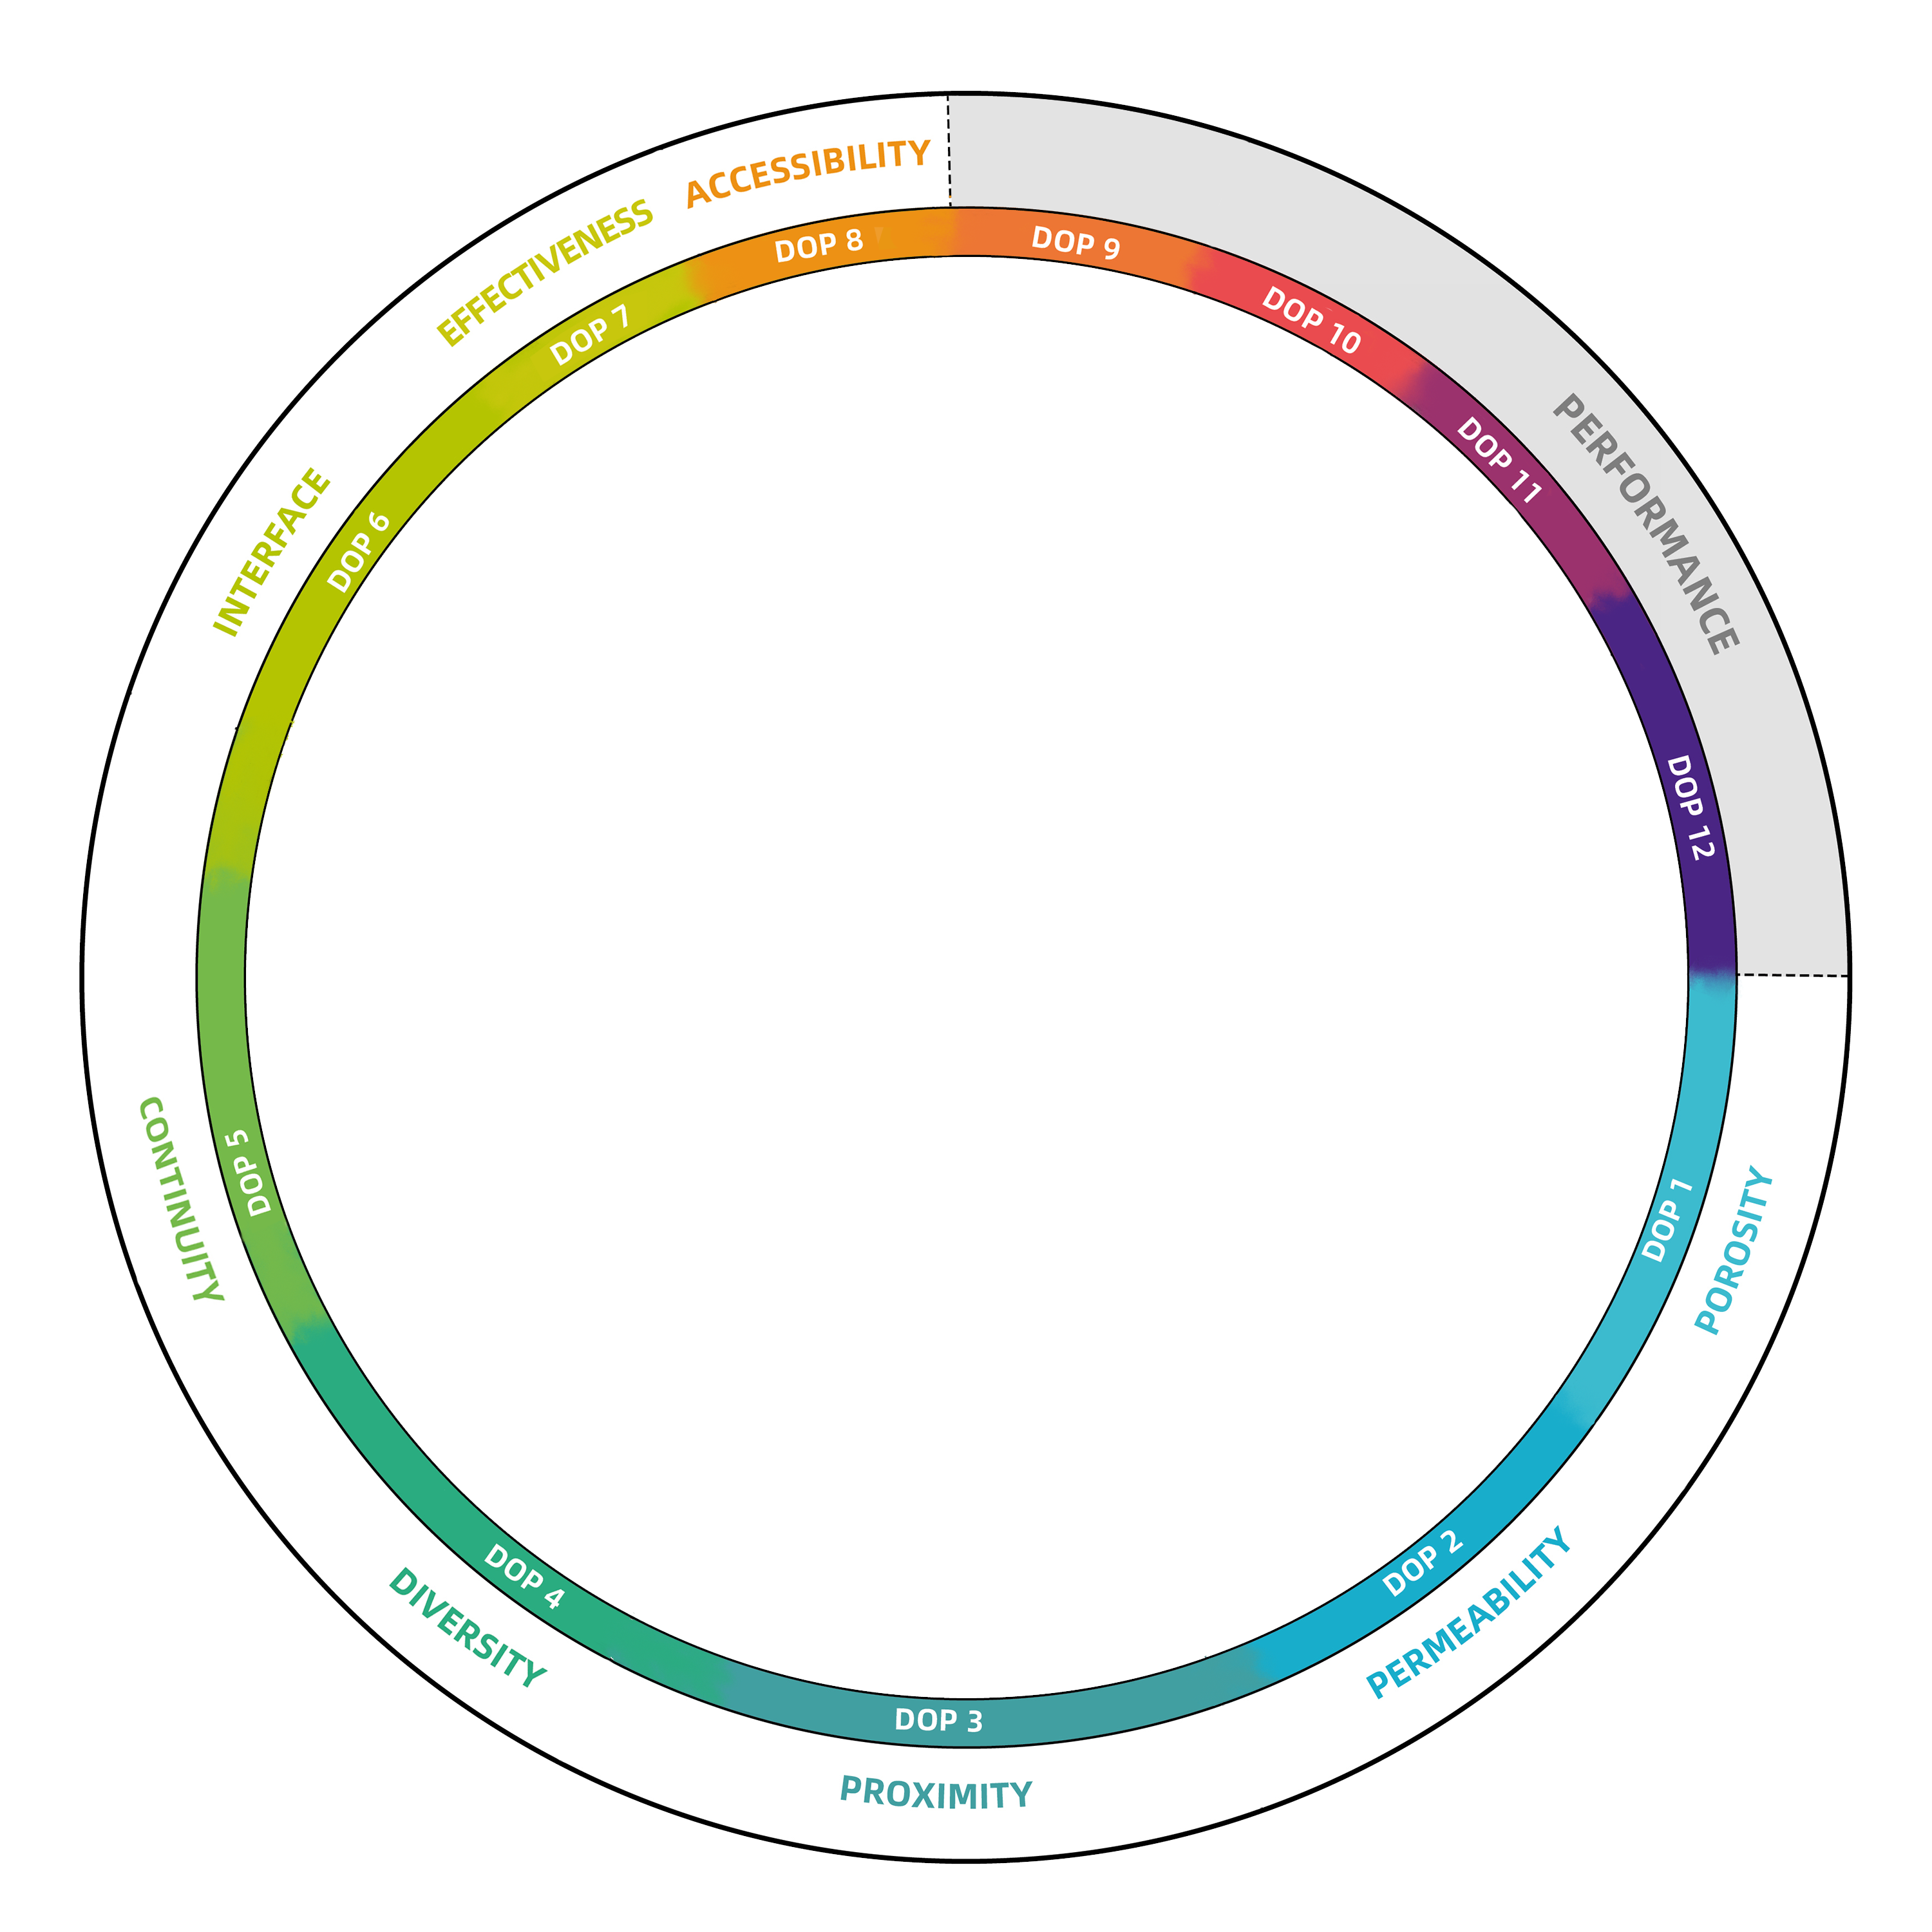 ACCESSIBILITY
EFFECTIVENESS
INTERFACE
CONTINUITY
DIVERSITY
PROXIMITY
PERMEABILITY
POROSITY
PERFORMANCE
DOP 1
DOP 2
DOP 3
DOP 4
DOP 5
DOP 6
DOP 7
DOP 8
DOP 9
DOP 10
DOP 11
DOP 12